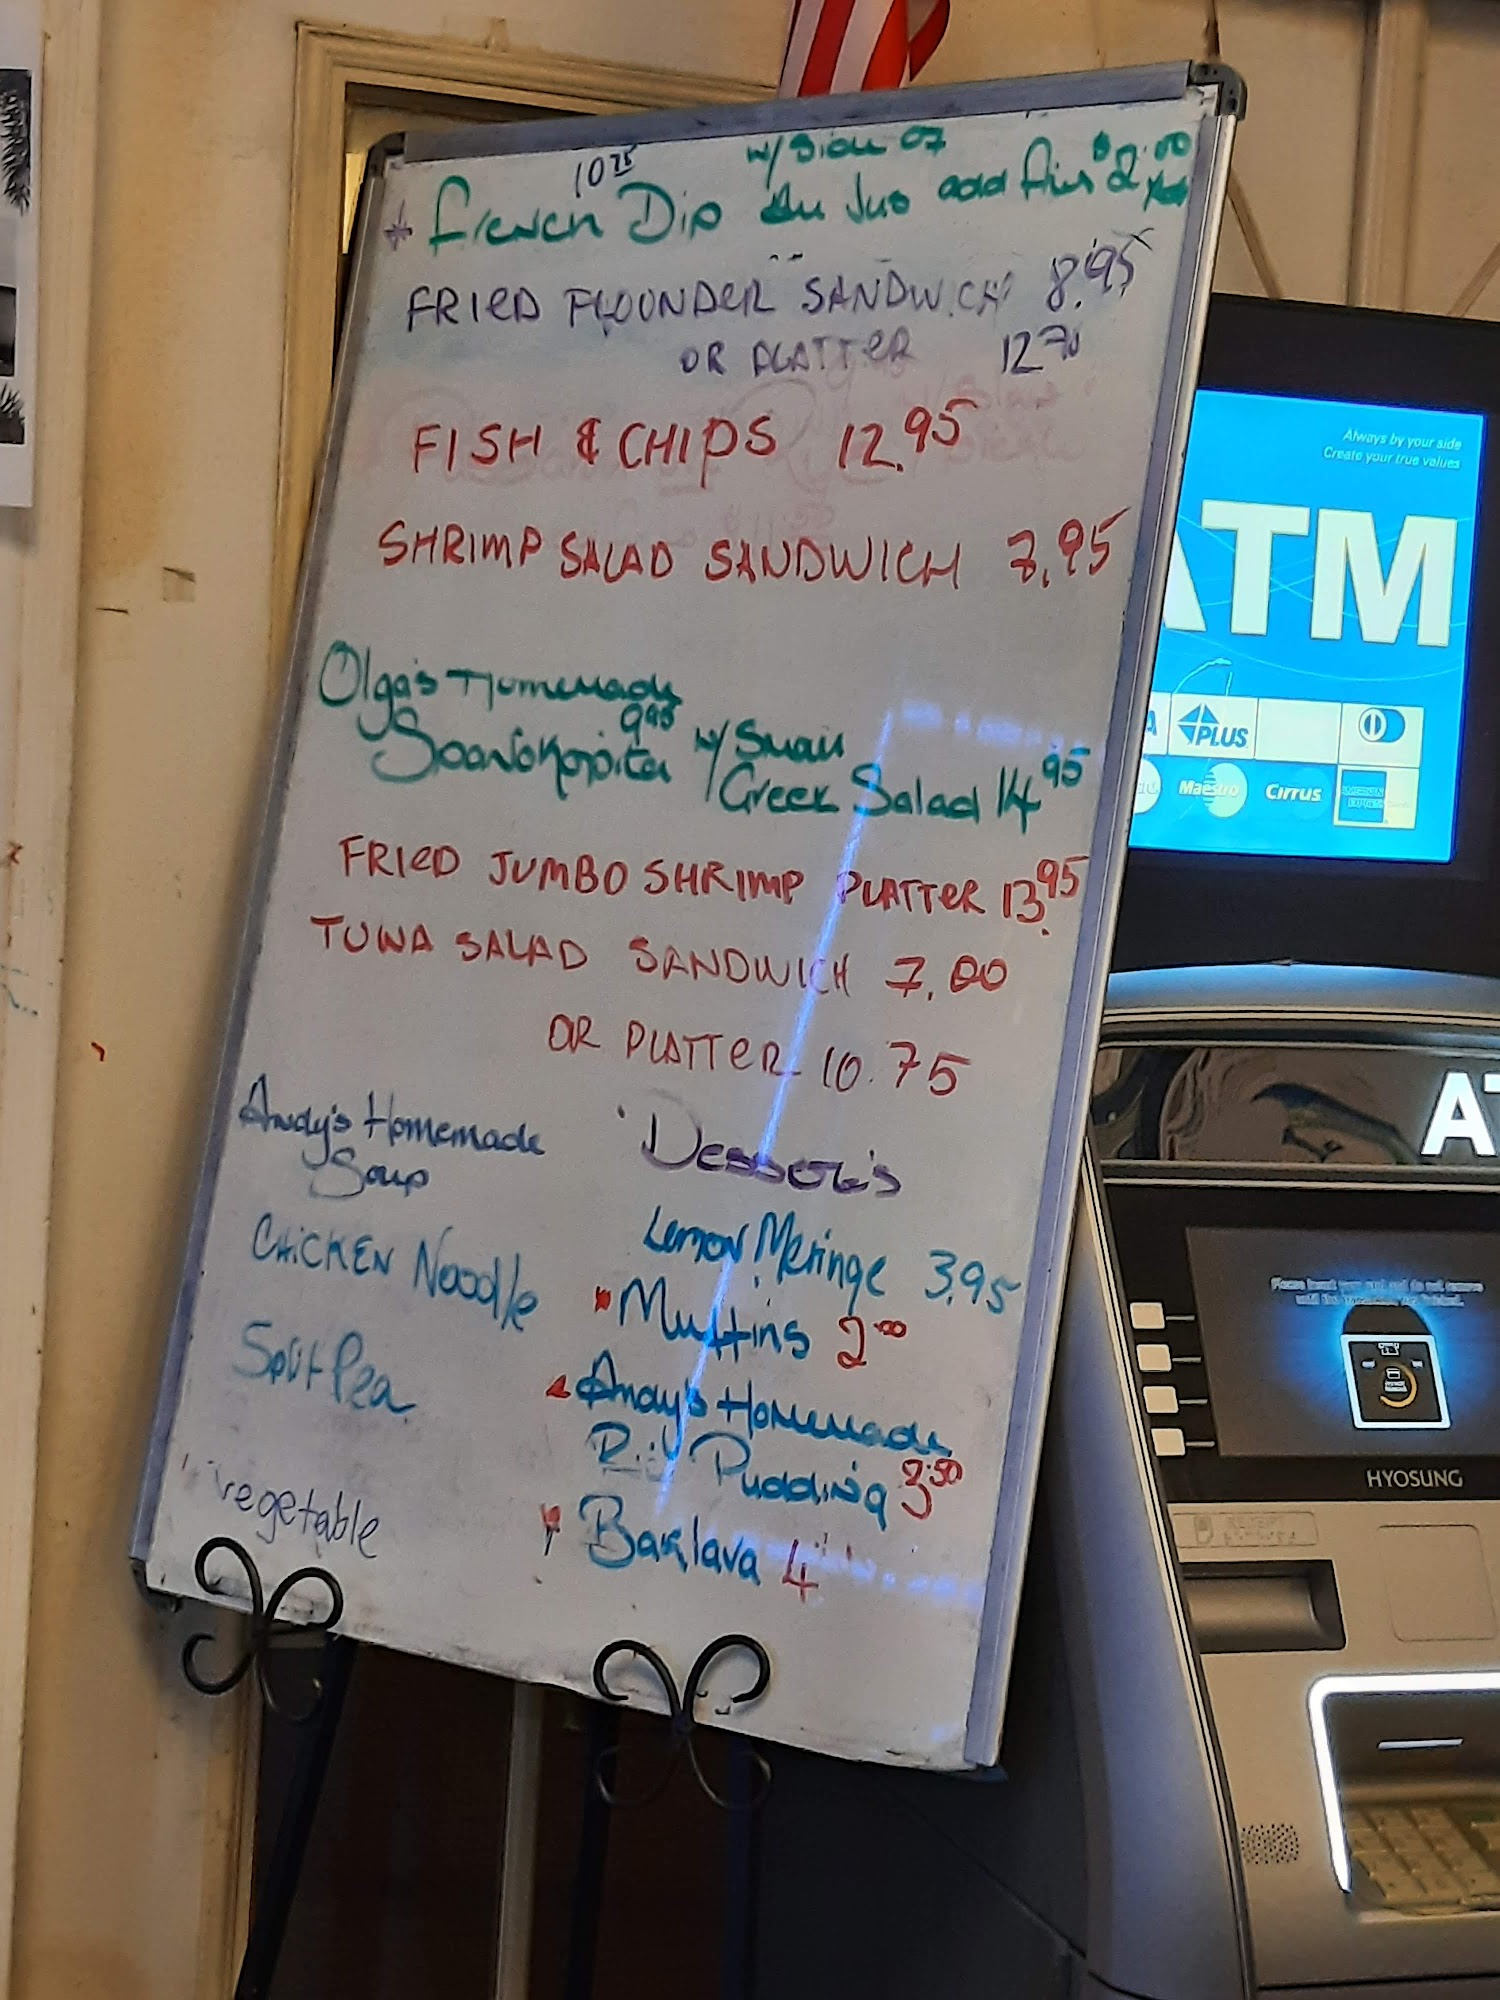 10 75
w/ Side of
French Dip Au Jus add fries $2.00
FRIED FLOUNDER SANDWICH 8.95
OR PLATTER 12 70
FISH & CHIPS 12.95
SHRIMP SALAD SANDWICH 7.95
Olga's Homemade
Spanokopita 9 95 w/ Small
Greek Salad 14 95
FRIED JUMBO SHRIMP PLATTER 13.95
TUNA SALAD SANDWICH 7.00
OR PLATTER 10.75
Andy's Homemade
Soup
CHICKEN Noodle
Split Pea
vegetable
Dessert's
Lemon Meringe 3.95
Muffins 2.00
Andy's Homemade
Pudding 3.50
Baklava 4
Always by your side
Create your true values
ATM
PLUS
Maestro
Cirrus
AT
HYOSUNG